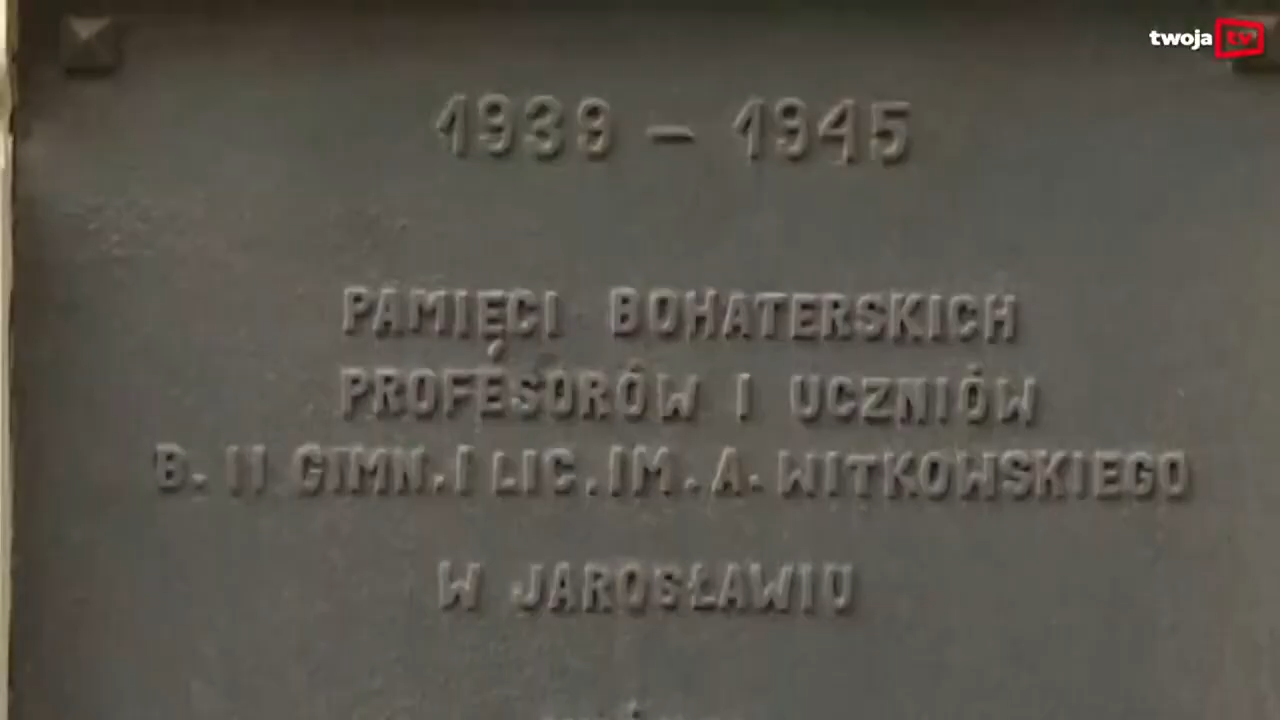 twoja tv
1939 – 1945
PAMIĘCI BOHATERSKICH
PROFESORÓW I UCZNIÓW
B. II GIMN. I LIC. IM. A. WITKOWSKIEGO
W JAROSŁAWIU